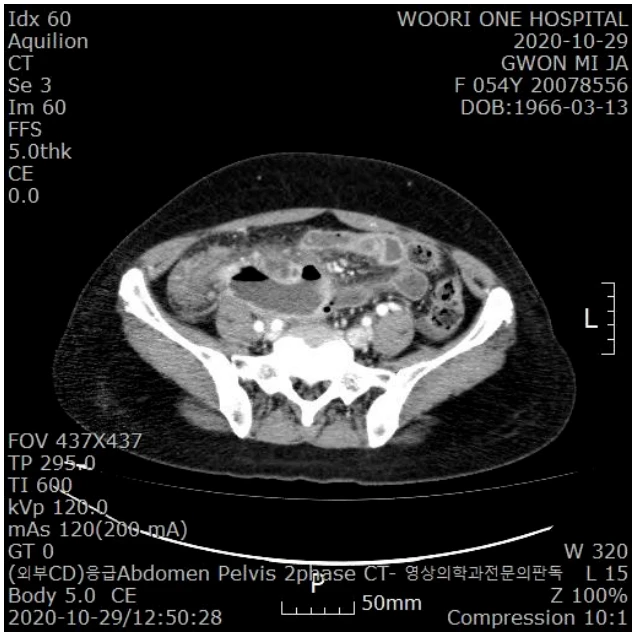 Idx 60
Aquilion
CT
Se 3
Im 60
FFS
5.0thk
CE
0.0
WOORI ONE HOSPITAL
2020-10-29
GWON MI JA
F 054Y 20078556
DOB:1966-03-13
L
FOV 437X437
TP 295.0
TI 600
kVp 120.0
mAs 120(200 mA)
GT 0
(외부CD)응급Abdomen Pelvis 2phase CT- 영상의학과전문의판독
Body 5.0 CE
2020-10-29/12:50:28
P
50mm
W 320
L 15
Z 100%
Compression 10:1